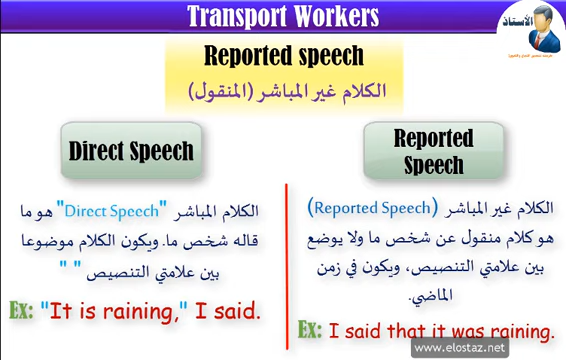 Transport Workers
الأستاذ
Reported speech
الكلام غير المباشر (المنقول)
Direct Speech
الكلام المباشر "Direct Speech" هو ما
قاله شخص ما. ويكون الكلام موضوعا
بين علامتي التنصيص " "
Ex: "It is raining," I said.
Reported
Speech
الكلام غير المباشر (Reported Speech)
هو كلام منقول عن شخص ما ولا يوضع
بين علامتي التنصيص، ويكون في زمن
الماضي.
Ex: I said that it was raining.
www.elostaz.net